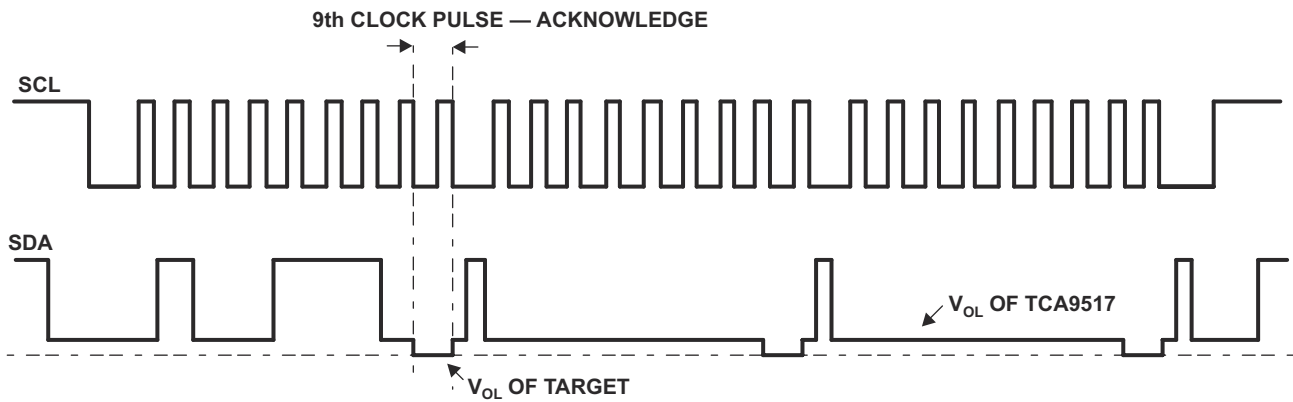 9th CLOCK PULSE — ACKNOWLEDGE
SCL
SDA
VOL OF TCA9517
VOL OF TARGET